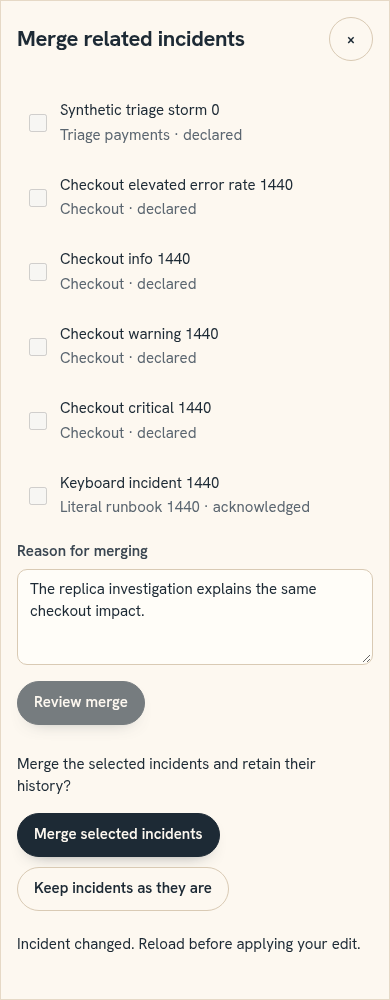 Merge related incidents
×
Synthetic triage storm 0
Triage payments · declared
Checkout elevated error rate 1440
Checkout · declared
Checkout info 1440
Checkout · declared
Checkout warning 1440
Checkout · declared
Checkout critical 1440
Checkout · declared
Keyboard incident 1440
Literal runbook 1440 · acknowledged
Reason for merging
The replica investigation explains the same
checkout impact.
Review merge
Merge the selected incidents and retain their
history?
Merge selected incidents
Keep incidents as they are
Incident changed. Reload before applying your edit.